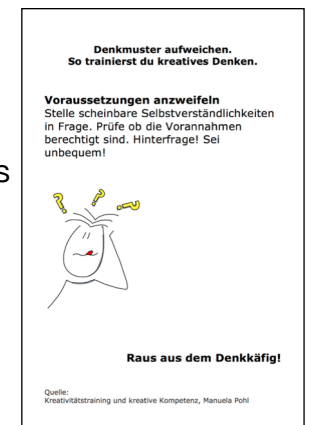 Denkmuster aufweichen.
So trainierst du kreatives Denken.
Voraussetzungen anzweifeln
Stelle scheinbare Selbstverständlichkeiten
in Frage. Prüfe ob die Vorannahmen
berechtigt sind. Hinterfrage! Sei
unbequem!
s
? ? ?
Raus aus dem Denkkäfig!
Quelle:
Kreativitätstraining und kreative Kompetenz, Manuela Pohl